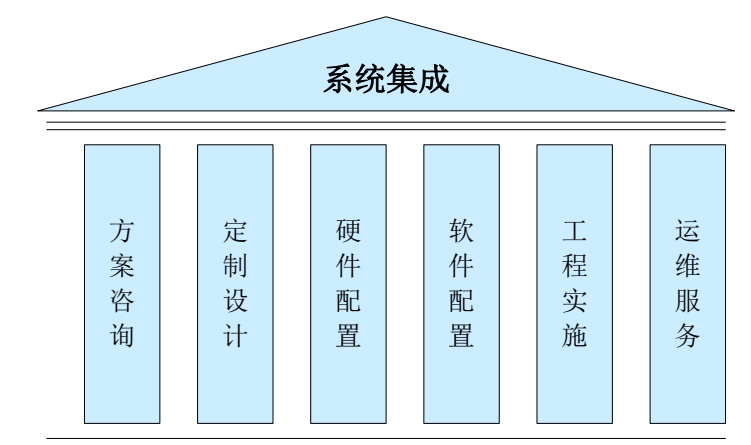 系统集成
方案咨询
定制设计
硬件配置
软件配置
工程实施
运维服务